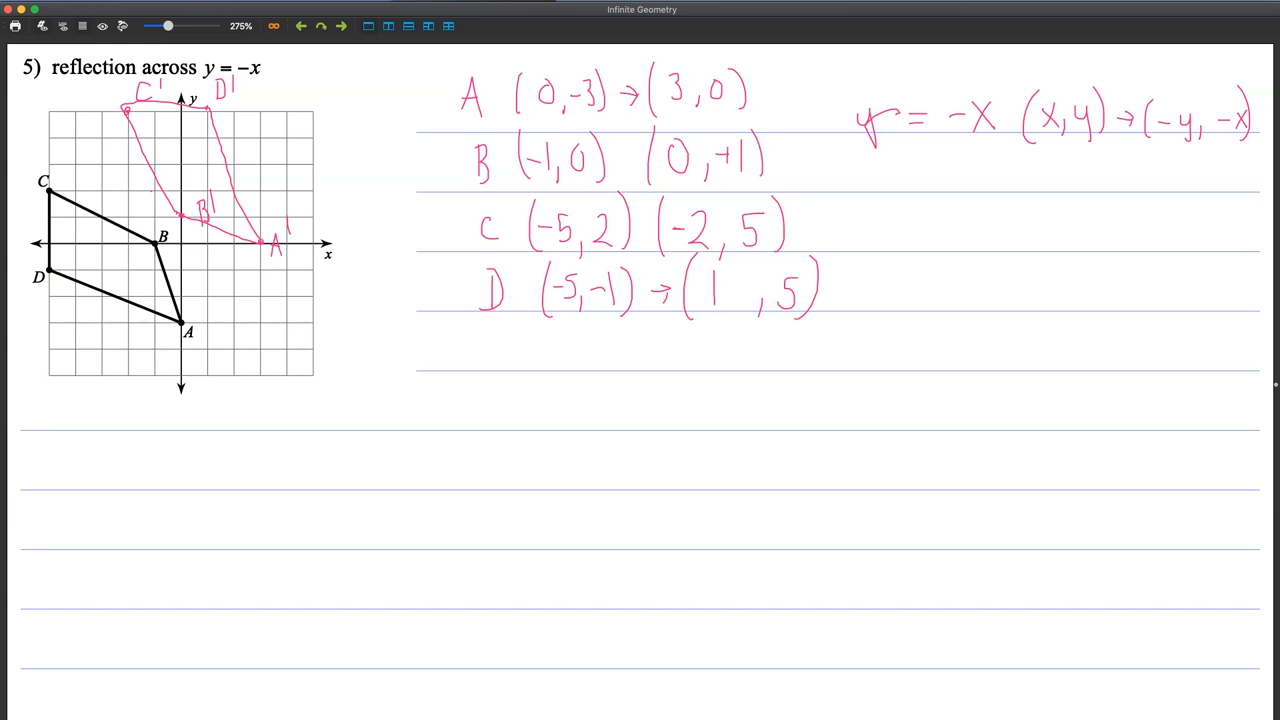 Infinite Geometry
275%
5) reflection across y = −x
C' D'
y
C
B'
B
A'
x
D
A
A (0,-3)→(3,0)
B (-1,0) (0,+1)
C (-5,2) (-2,5)
D (-5,-1)→(1,5)
y = -x (x,y)→(-y,-x)